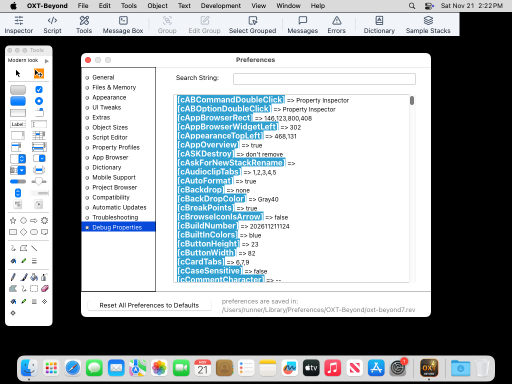 OXT-Beyond File Edit Tools Object Text Development View Window Help Sat Nov 21 2:22 PM
Inspector Script Tools Message Box Group Edit Group Select Grouped Messages Errors Dictionary Sample Stacks
Tools
Modern look
Label
Preferences
General
Files & Memory
Appearance
UI Tweaks
Extras
Object Sizes
Script Editor
Property Profiles
App Browser
Dictionary
Mobile Support
Project Browser
Compatibility
Automatic Updates
Troubleshooting
Debug Properties
Search String:
[cABCommandDoubleClick] => Property Inspector
[cABOptionDoubleClick] => Property Inspector
[cAppBrowserRect] => 146,123,800,408
[cAppBrowserWidgetLeft] => 302
[cAppearanceTopLeft] => 468,131
[cAppOverview] => true
[cASKDestroy] => don't remove
[cAskForNewStackRename] =>
[cAudioclipTabs] => 1,2,3,4,5
[cAutoFormat] => true
[cBackdrop] => none
[cBackDropColor] => Gray40
[cBreakPoints] => true
[cBrowseIconIsArrow] => false
[cBuildNumber] => 202611211124
[cBuiltInColors] => blue
[cButtonHeight] => 23
[cButtonWidth] => 82
[cCardTabs] => 6,7,9
[cCaseSensitive] => false
[cCommentCharacter] => --
Reset All Preferences to Defaults
preferences are saved in:
/Users/runner/Library/Preferences/OXT-Beyond/oxt-beyond7.rev
NOV
21
tv
OXT